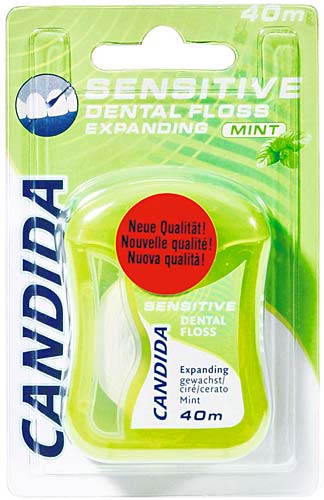 40m
SENSITIVE
DENTAL FLOSS
EXPANDING MINT
CANDIDA
Neue Qualität!
Nouvelle qualité!
Nuova qualità!
SENSITIVE
DENTAL
FLOSS
CANDIDA
Expanding
gewachst/
ciré/cerato
Mint
40m